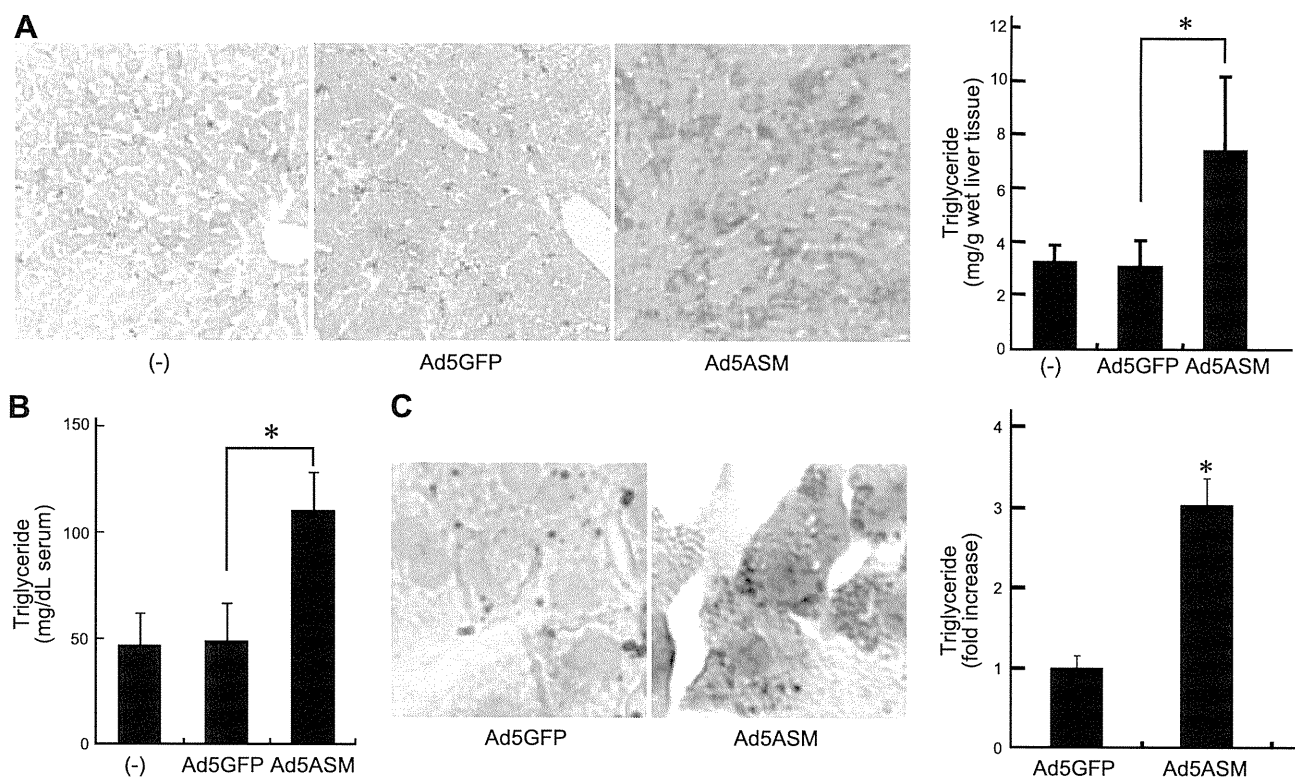 A
(-)
Ad5GFP
Ad5ASM
Triglyceride
(mg/g wet liver tissue)
12
10
8
6
4
2
0
*
(-)
Ad5GFP
Ad5ASM
B
Triglyceride
(mg/dL serum)
150
100
50
0
*
(-)
Ad5GFP
Ad5ASM
C
Ad5GFP
Ad5ASM
Triglyceride
(fold increase)
4
3
2
1
0
*
Ad5GFP
Ad5ASM